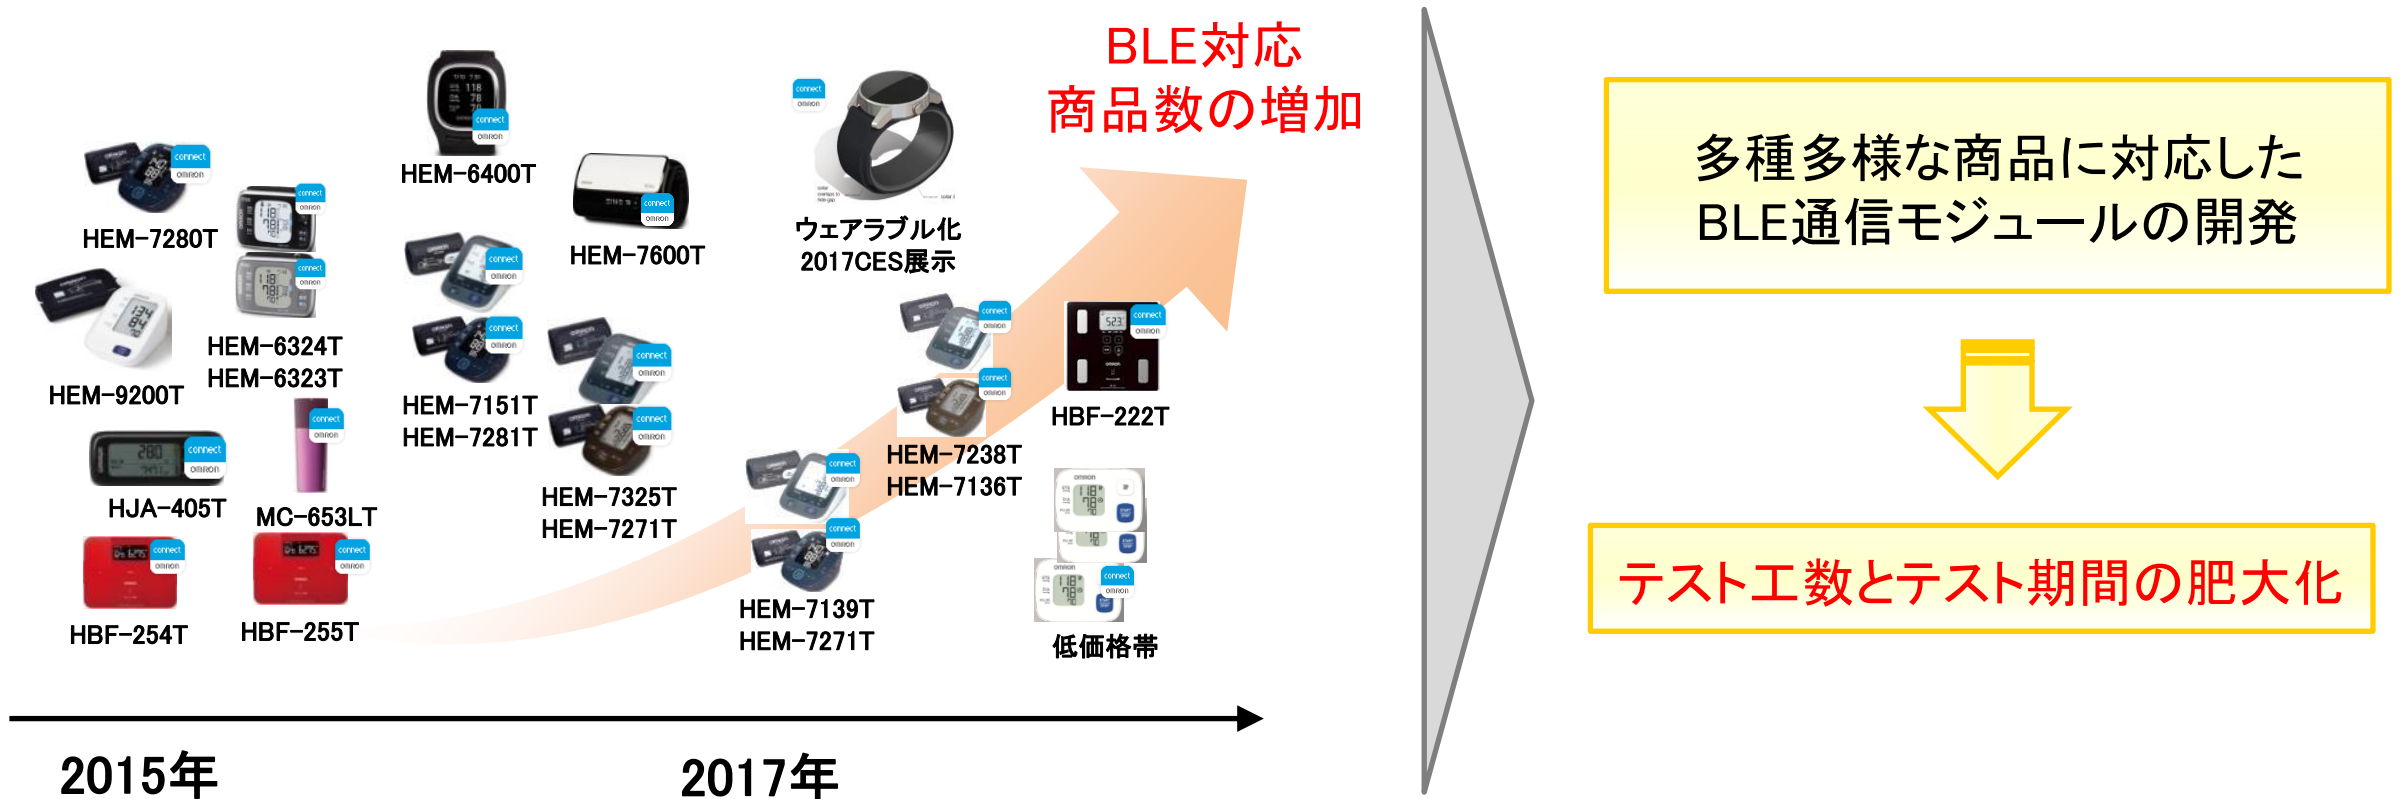 BLE対応
商品数の増加
HEM-7280T
HEM-9200T
HEM-6324T
HEM-6323T
HJA-405T
MC-653LT
HBF-254T
HBF-255T
HEM-6400T
HEM-7600T
HEM-7151T
HEM-7281T
HEM-7325T
HEM-7271T
ウェアラブル化
2017CES展示
HEM-7139T
HEM-7271T
HEM-7238T
HEM-7136T
HBF-222T
低価格帯
connect
OMRON
2015年
2017年
多種多様な商品に対応した
BLE通信モジュールの開発
テスト工数とテスト期間の肥大化